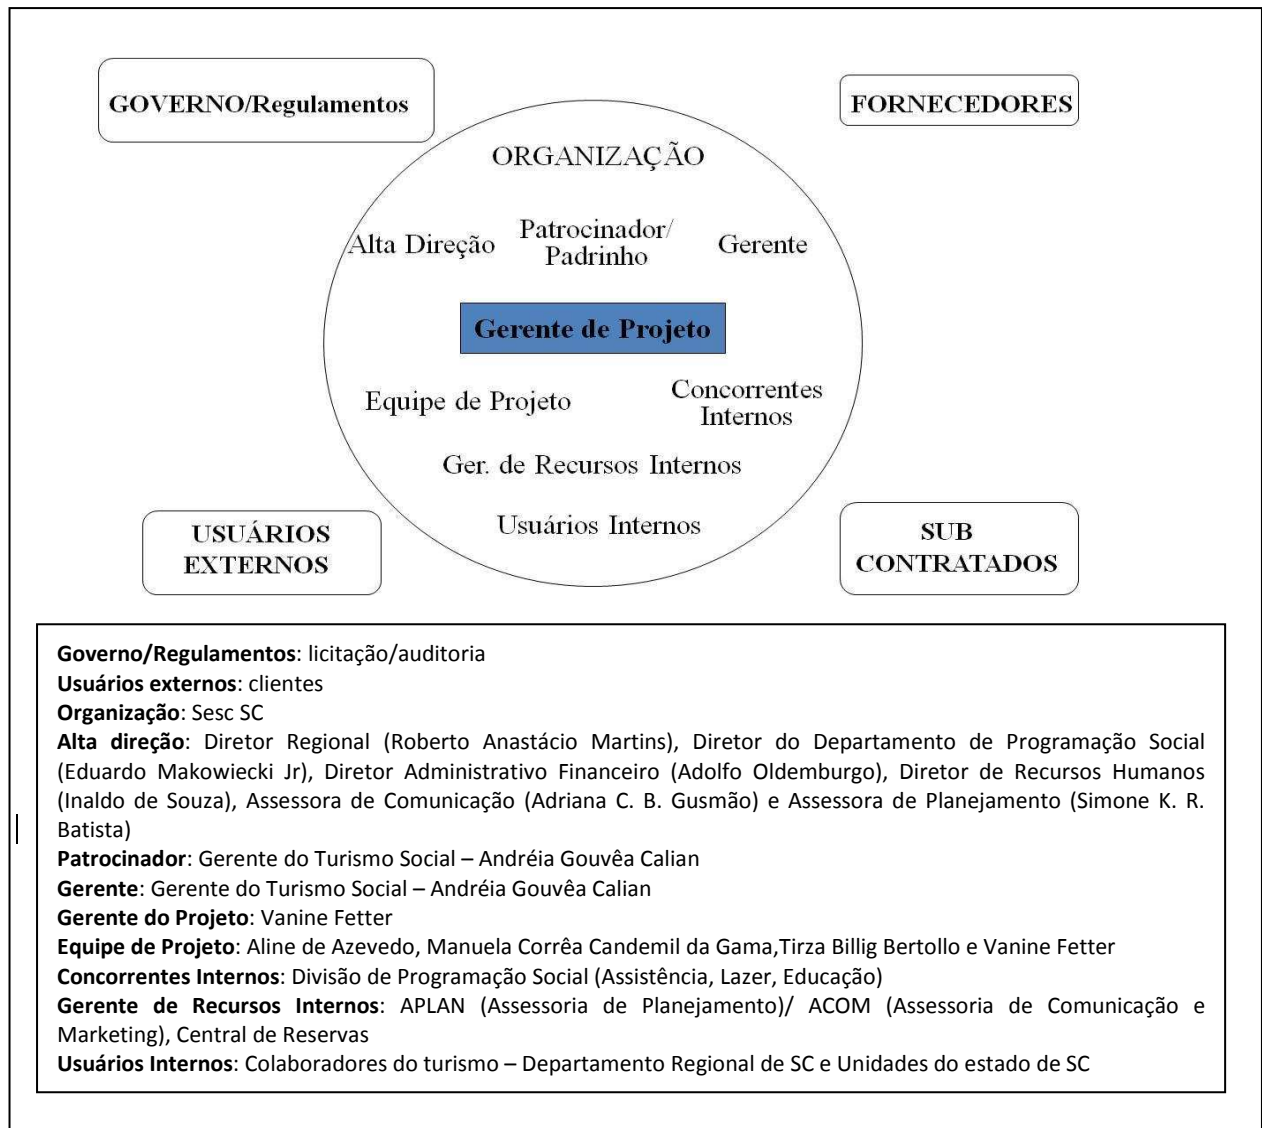 GOVERNO/Regulamentos
FORNECEDORES
ORGANIZAÇÃO
Alta Direção
Patrocinador/
Padrinho
Gerente
Gerente de Projeto
Equipe de Projeto
Concorrentes
Internos
Ger. de Recursos Internos
Usuários Internos
USUÁRIOS
EXTERNOS
SUB
CONTRATADOS
Governo/Regulamentos: licitação/auditoria
Usuários externos: clientes
Organização: Sesc SC
Alta direção: Diretor Regional (Roberto Anastácio Martins), Diretor do Departamento de Programação Social
(Eduardo Makowiecki Jr), Diretor Administrativo Financeiro (Adolfo Oldemburgo), Diretor de Recursos Humanos
(Inaldo de Souza), Assessora de Comunicação (Adriana C. B. Gusmão) e Assessora de Planejamento (Simone K. R.
Batista)
Patrocinador: Gerente do Turismo Social – Andréia Gouvêa Calian
Gerente: Gerente do Turismo Social – Andréia Gouvêa Calian
Gerente do Projeto: Vanine Fetter
Equipe de Projeto: Aline de Azevedo, Manuela Corrêa Candemil da Gama,Tirza Billig Bertollo e Vanine Fetter
Concorrentes Internos: Divisão de Programação Social (Assistência, Lazer, Educação)
Gerente de Recursos Internos: APLAN (Assessoria de Planejamento)/ ACOM (Assessoria de Comunicação e
Marketing), Central de Reservas
Usuários Internos: Colaboradores do turismo – Departamento Regional de SC e Unidades do estado de SC